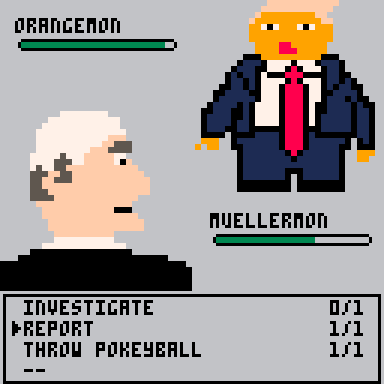 ORANGEMON
MUELLERMON
INVESTIGATE 0/1
REPORT 1/1
THROW POKEYBALL 1/1
--